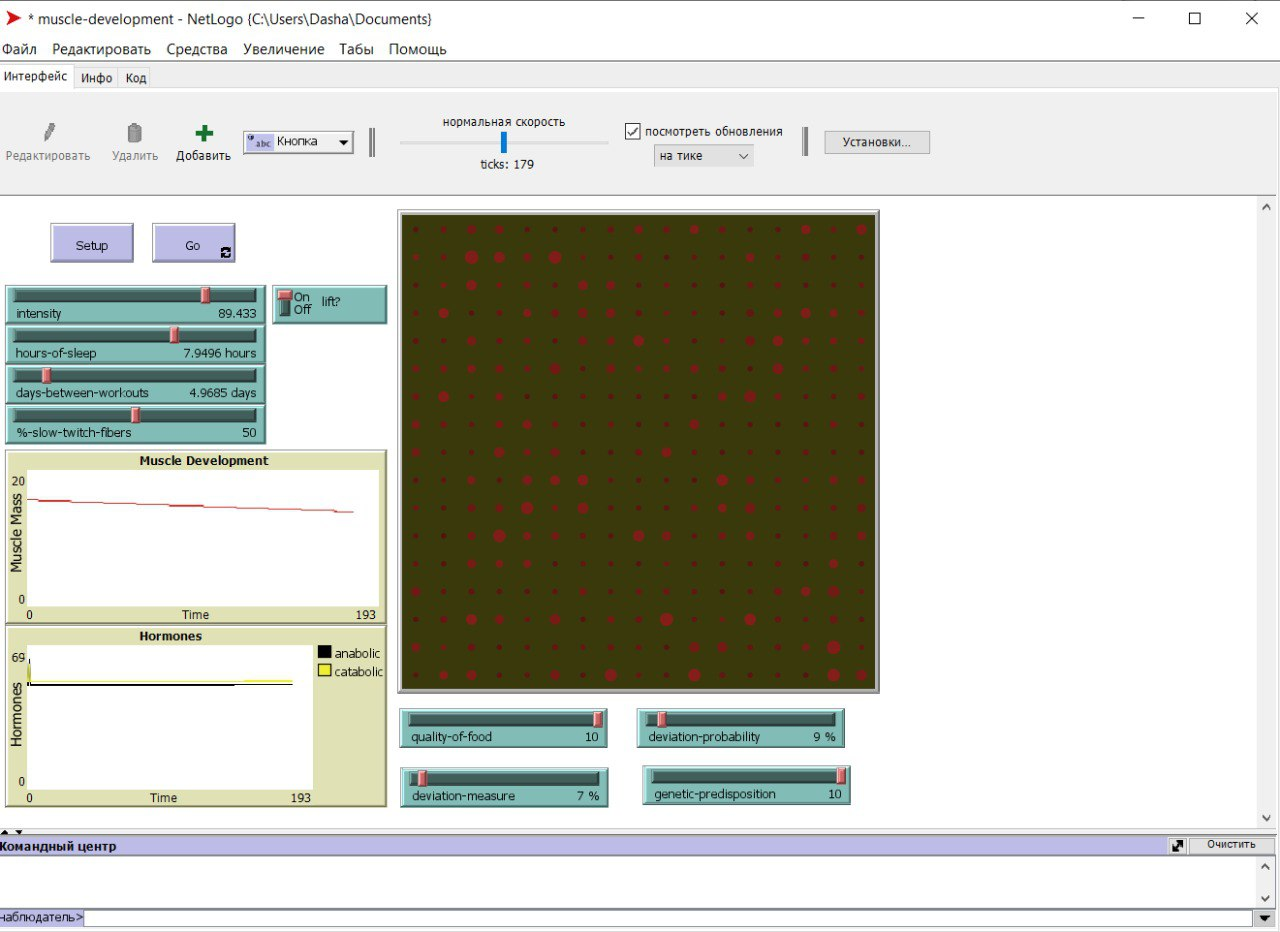 * muscle-development - NetLogo {C:\Users\Dasha\Documents}
Файл Редактировать Средства Увеличение Табы Помощь
Интерфейс Инфо Код
Редактировать Удалить Добавить abc Кнопка
нормальная скорость
ticks: 179
посмотреть обновления
на тике
Установки...
Setup Go
intensity 89.433
On
Off
lift?
hours-of-sleep 7.9496 hours
days-between-workouts 4.9685 days
%-slow-twitch-fibers 50
Muscle Development
Muscle Mass
20
0
0 Time 193
Hormones
Hormones
69
0
0 Time 193
anabolic
catabolic
quality-of-food 10
deviation-probability 9 %
deviation-measure 7 %
genetic-predisposition 10
Командный центр
Очистить
наблюдатель>